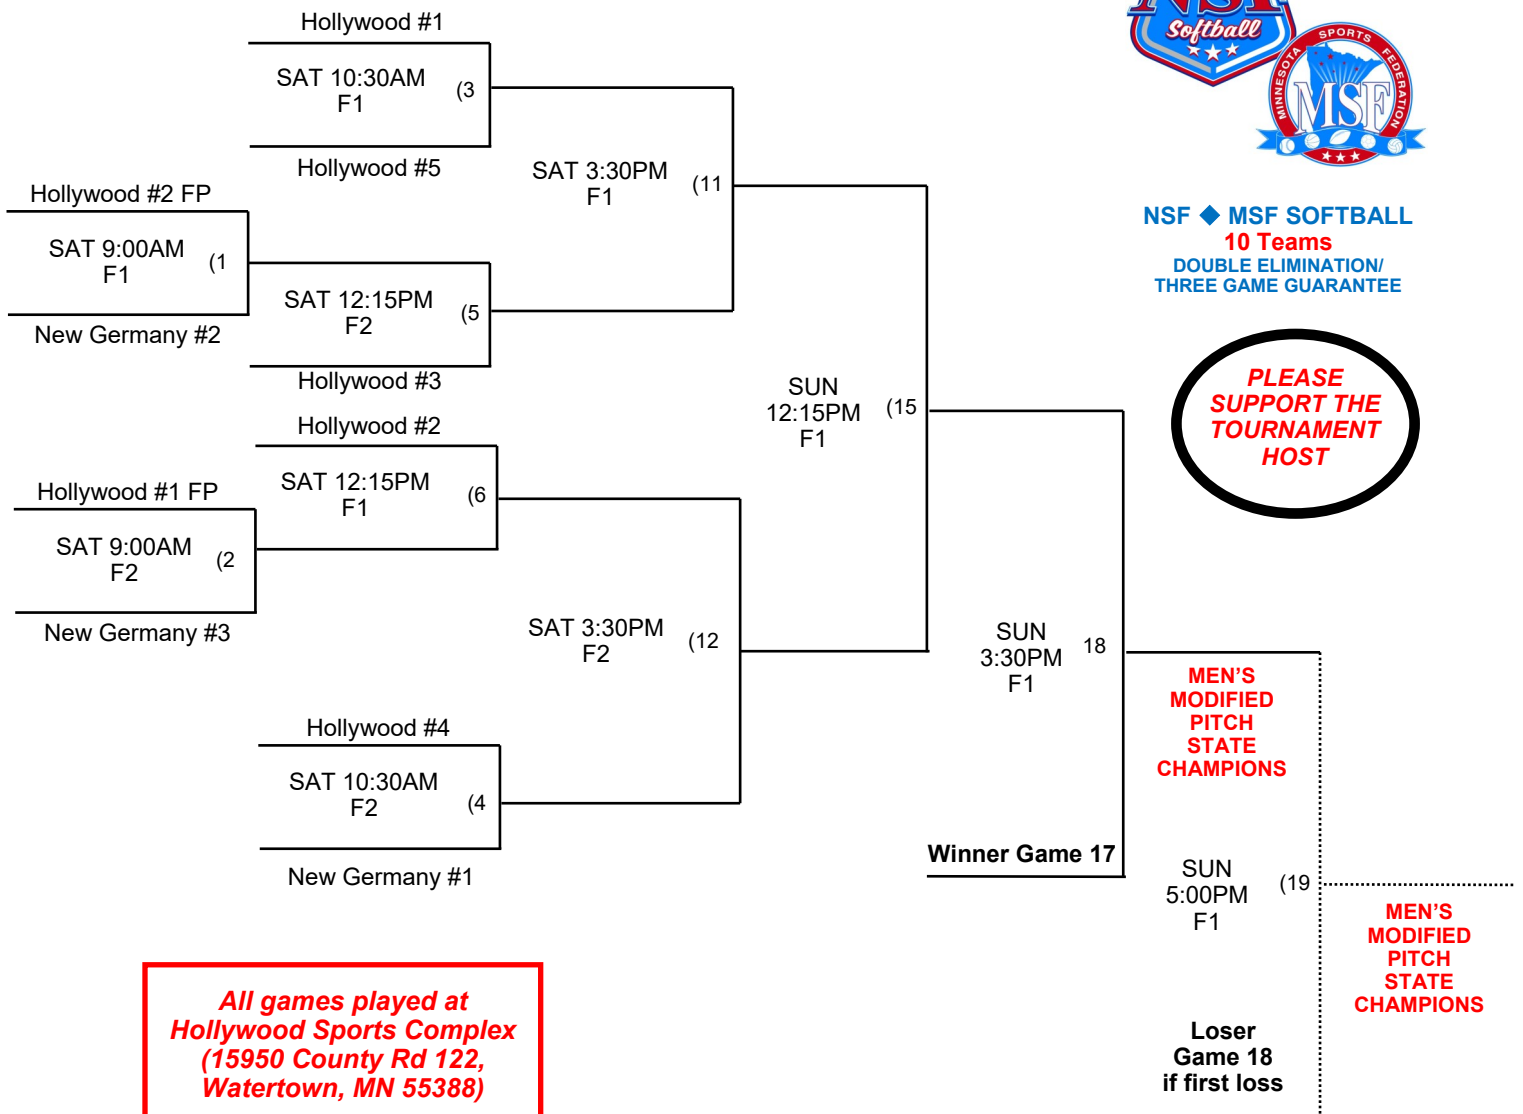 Hollywood #1
SAT 10:30AM
F1
(3
Hollywood #5
Hollywood #2 FP
SAT 9:00AM
F1
(1
New Germany #2
SAT 12:15PM
F2
(5
Hollywood #3
SAT 3:30PM
F1
(11
Hollywood #2
SAT 12:15PM
F1
(6
Hollywood #1 FP
SAT 9:00AM
F2
(2
New Germany #3
SAT 3:30PM
F2
(12
Hollywood #4
SAT 10:30AM
F2
(4
New Germany #1
SUN
12:15PM
F1
(15
SUN
3:30PM
F1
18
Winner Game 17
MEN'S
MODIFIED
PITCH
STATE
CHAMPIONS
SUN
5:00PM
F1
(19
Loser
Game 18
if first loss
MEN'S
MODIFIED
PITCH
STATE
CHAMPIONS
NSF
Softball
MINNESOTA SPORTS FEDERATION
MSF
NSF ◆ MSF SOFTBALL
10 Teams
DOUBLE ELIMINATION/
THREE GAME GUARANTEE
PLEASE
SUPPORT THE
TOURNAMENT
HOST
All games played at
Hollywood Sports Complex
(15950 County Rd 122,
Watertown, MN 55388)